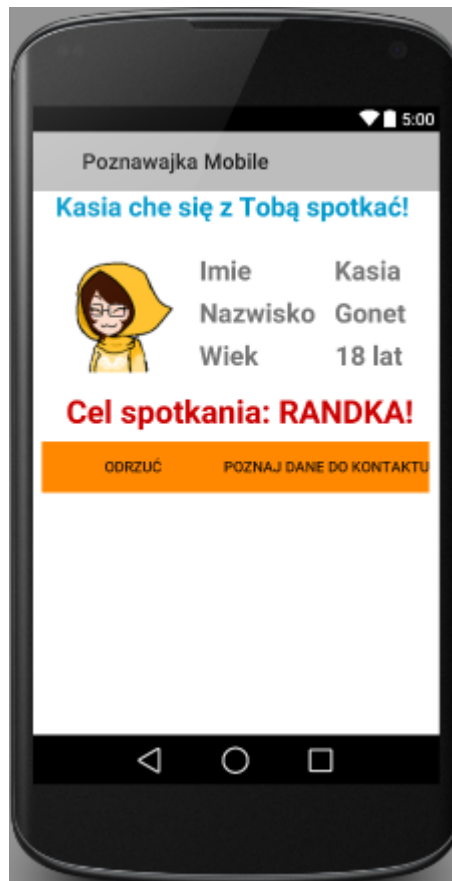 5:00
Poznawajka Mobile
Kasia che się z Tobą spotkać!
Imie Kasia
Nazwisko Gonet
Wiek 18 lat
Cel spotkania: RANDKA!
ODRZUĆ POZNAJ DANE DO KONTAKTU